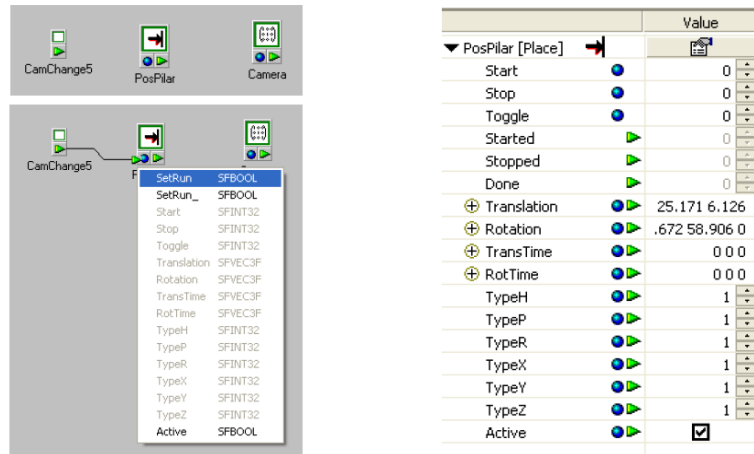 CamChange5
PosPilar
Camera
CamChange5
SetRun SFBOOL
SetRun_ SFBOOL
Start SFINT32
Stop SFINT32
Toggle SFINT32
Translation SFVEC3F
Rotation SFVEC3F
TransTime SFVEC3F
RotTime SFVEC3F
TypeH SFINT32
TypeP SFINT32
TypeR SFINT32
TypeX SFINT32
TypeY SFINT32
TypeZ SFINT32
Active SFBOOL
Value
PosPilar [Place]
Start 0
Stop 0
Toggle 0
Started 0
Stopped 0
Done 0
Translation 25.171 6.126
Rotation .672 58.906 0
TransTime 0 0 0
RotTime 0 0 0
TypeH 1
TypeP 1
TypeR 1
TypeX 1
TypeY 1
TypeZ 1
Active